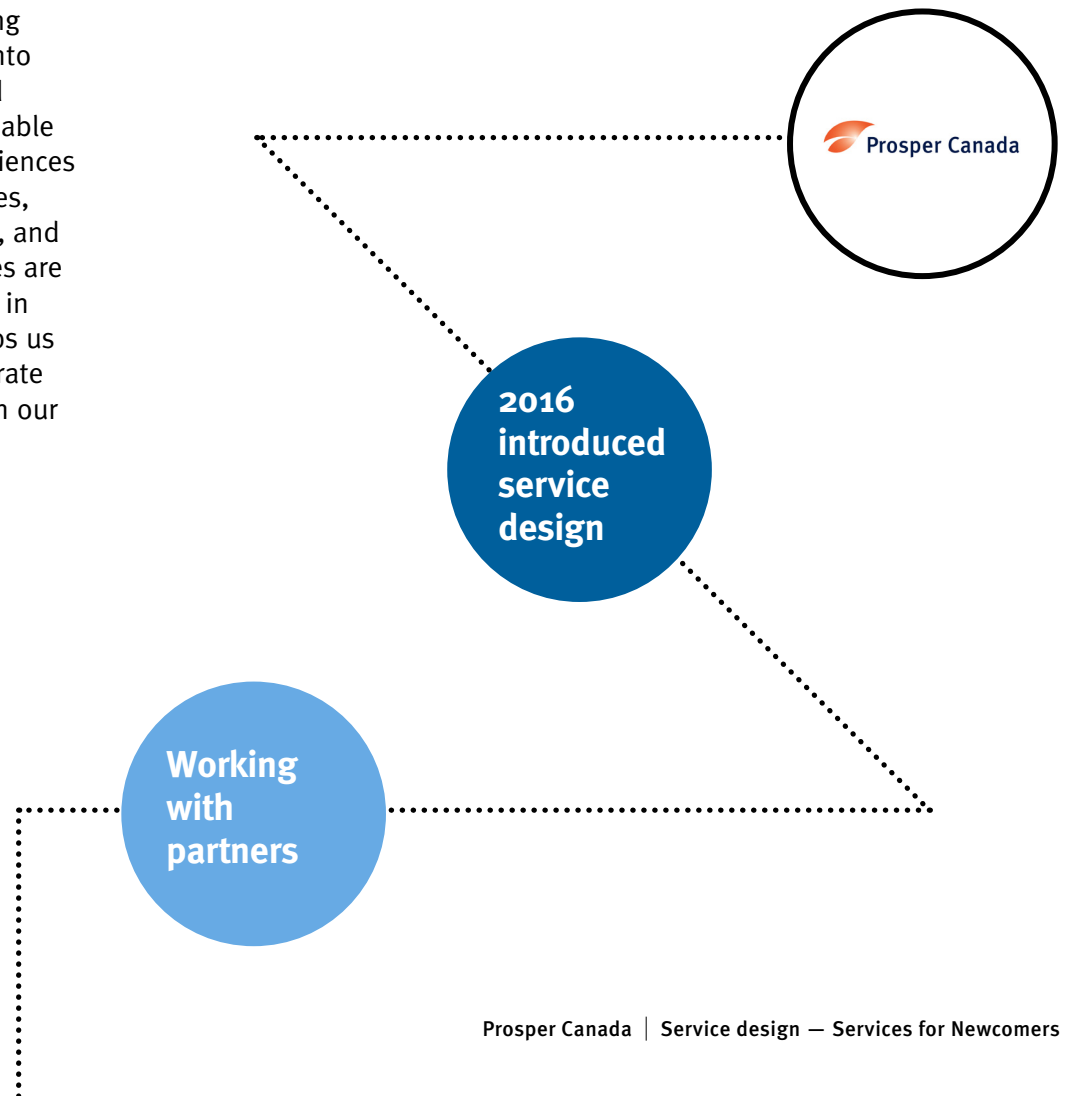 nto
able
iences
es,
, and
es are
in
os us
rate
n our
Prosper Canada
2016
introduced
service
design
Working
with
partners
Prosper Canada | Service design — Services for Newcomers